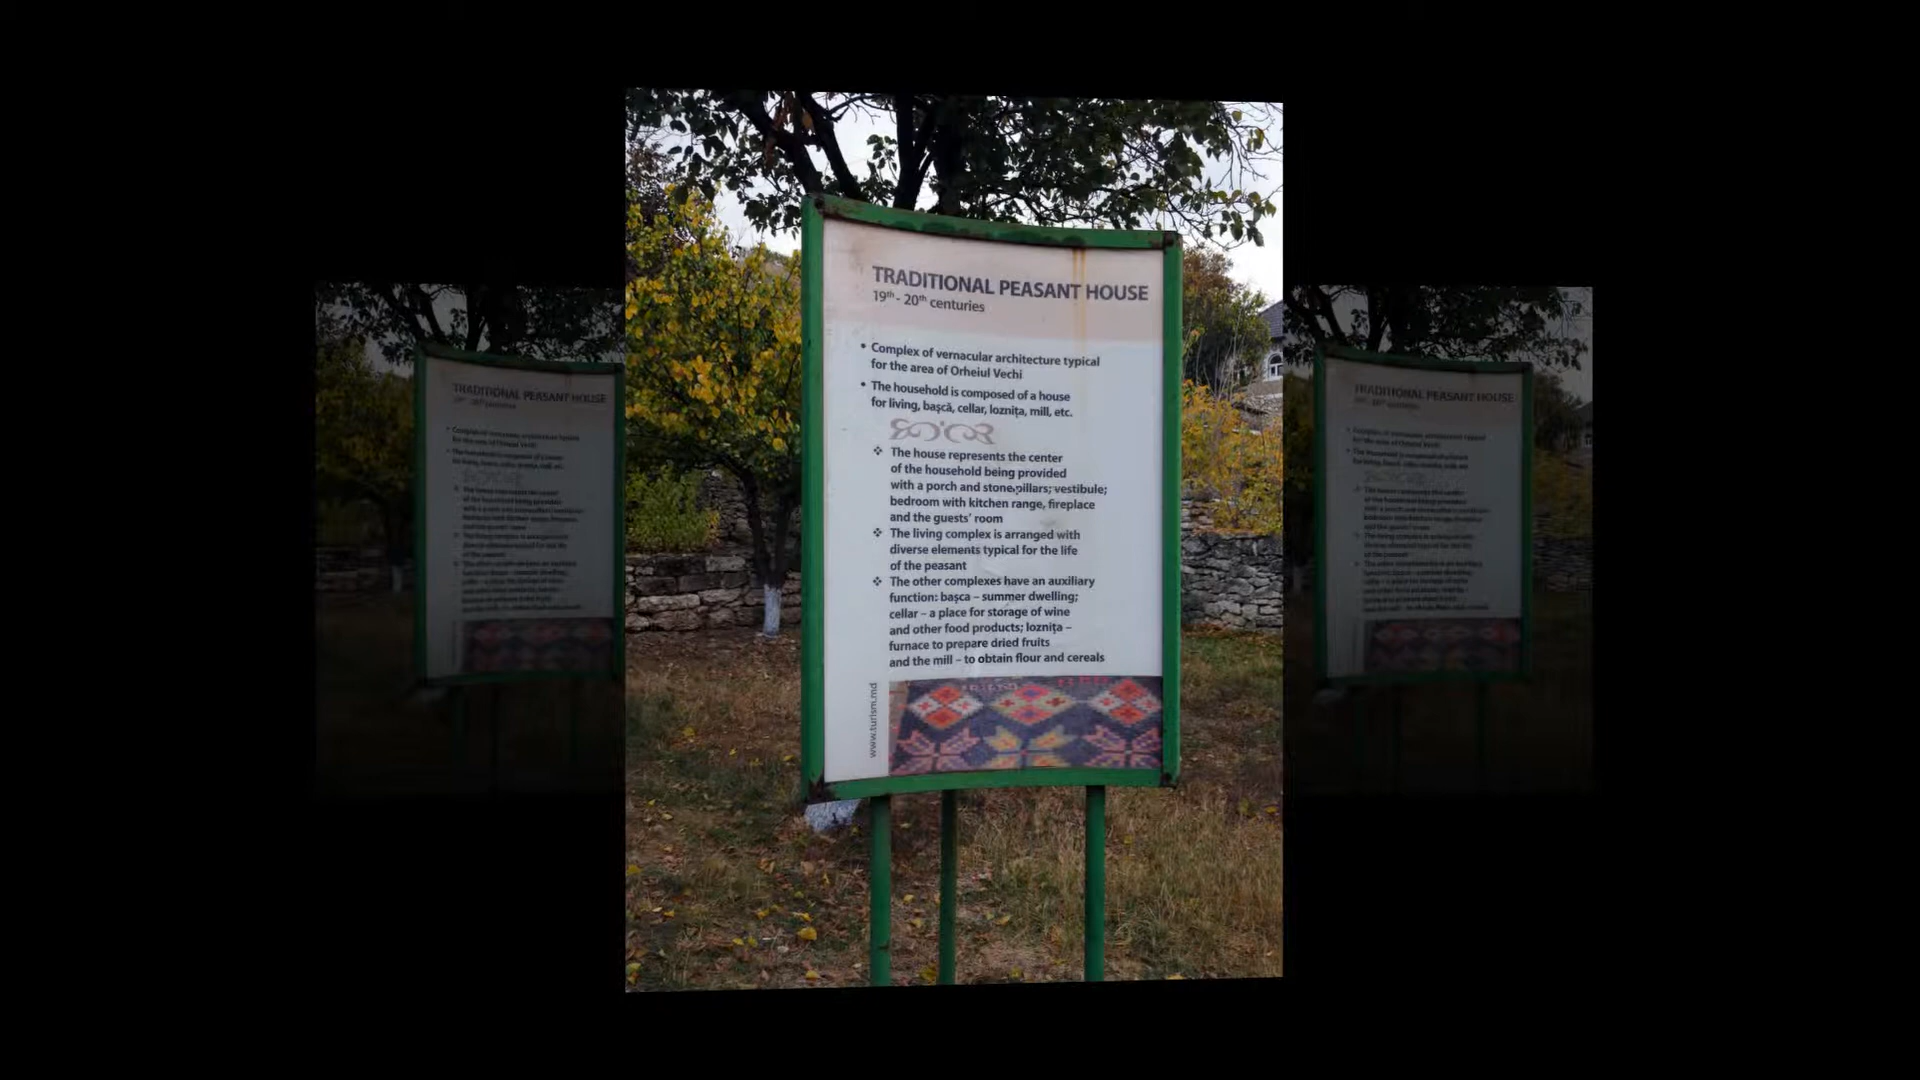 TRADITIONAL PEASANT HOUSE
19th - 20th centuries
• Complex of vernacular architecture typical
for the area of Orheiul Vechi
• The household is composed of a house
for living, bașcă, cellar, loznița, mill, etc.
❖ The house represents the center
of the household being provided
with a porch and stone pillars; vestibule;
bedroom with kitchen range, fireplace
and the guests' room
❖ The living complex is arranged with
diverse elements typical for the life
of the peasant
❖ The other complexes have an auxiliary
function: bașca – summer dwelling;
cellar – a place for storage of wine
and other food products; loznița –
furnace to prepare dried fruits
and the mill – to obtain flour and cereals
www.turism.md